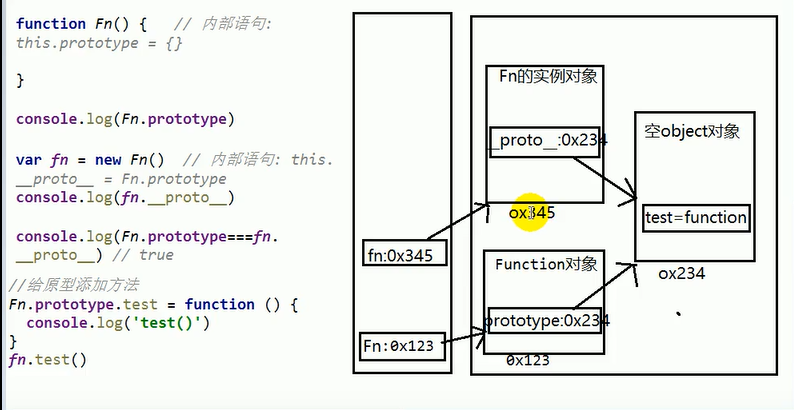 function Fn() {   // 内部语句:
this.prototype = {}
}
console.log(Fn.prototype)
var fn = new Fn()  // 内部语句: this.
__proto__ = Fn.prototype
console.log(fn.__proto__)
console.log(Fn.prototype===fn.
__proto__) // true
//给原型添加方法
Fn.prototype.test = function () {
  console.log('test()')
}
fn.test()
fn:0x345
Fn:0x123
Fn的实例对象
__proto__:0x234
ox345
Function对象
prototype:0x234
0x123
空object对象
test=function
ox234